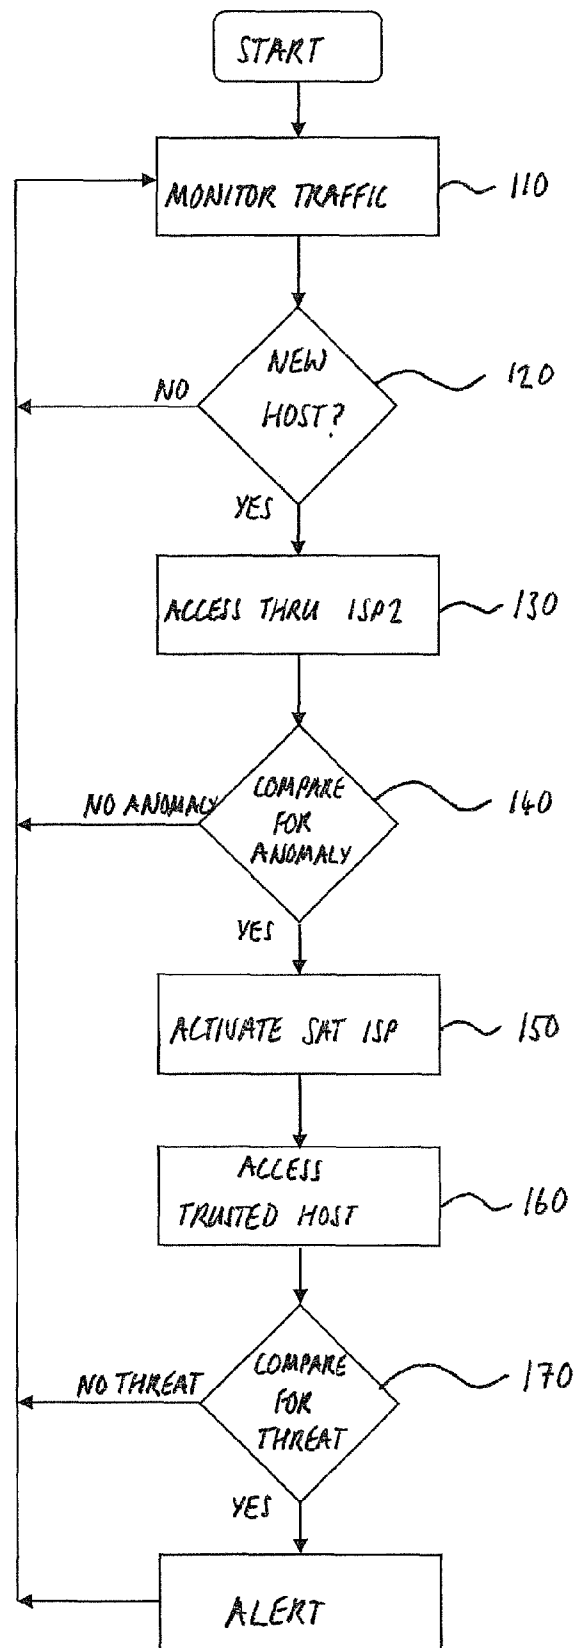 START
MONITOR TRAFFIC
110
NEW
HOST?
120
NO
YES
ACCESS THRU ISP2
130
COMPARE
FOR
ANOMALY
140
NO ANOMALY
YES
ACTIVATE SAT ISP
150
ACCESS
TRUSTED HOST
160
COMPARE
FOR
THREAT
170
NO THREAT
YES
ALERT